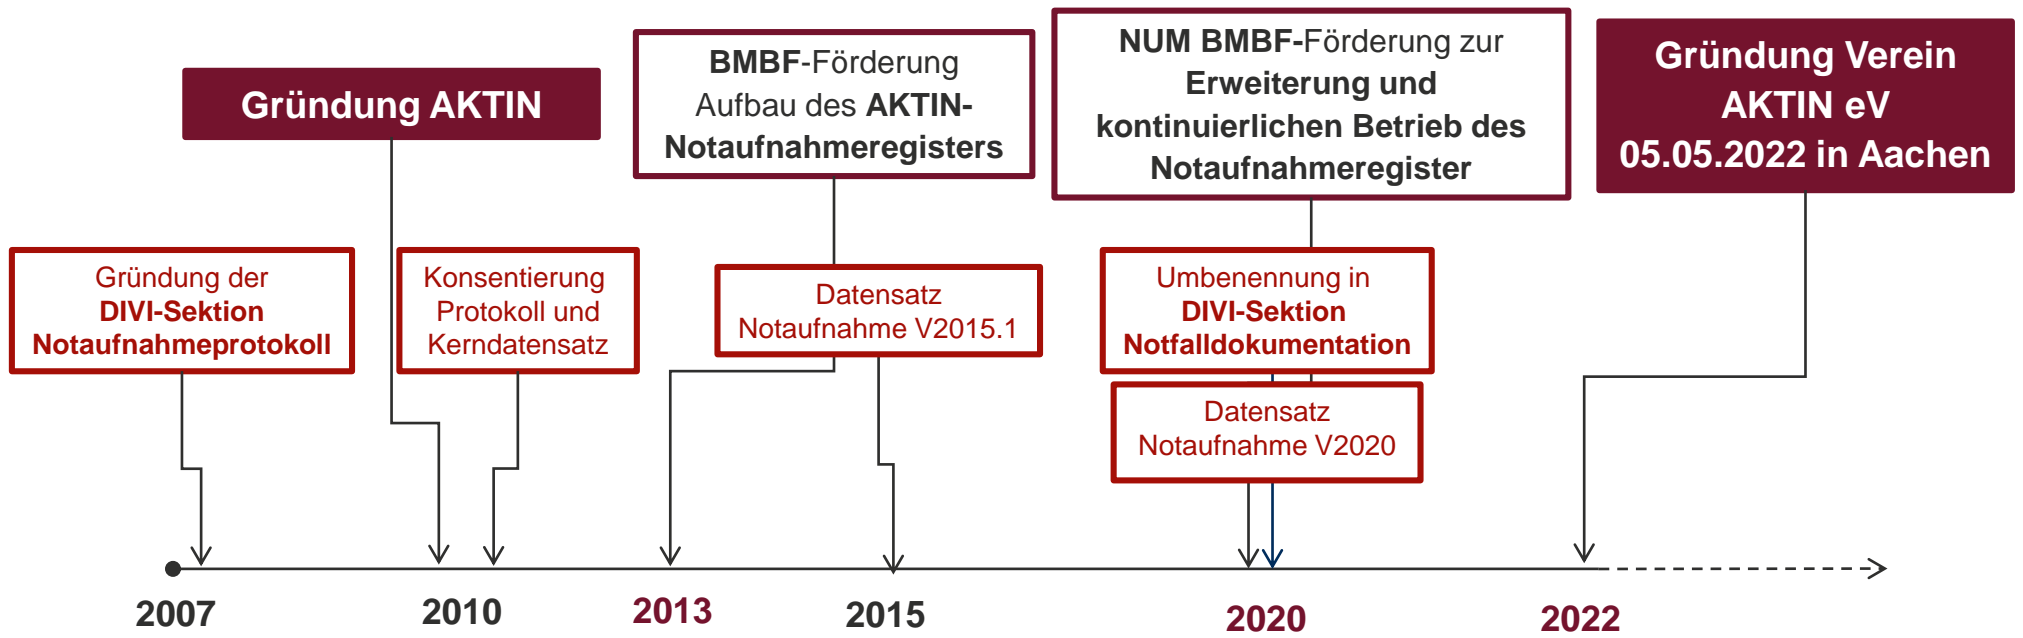 Gründung AKTIN
BMBF-Förderung
Aufbau des AKTIN-
Notaufnahmeregisters
NUM BMBF-Förderung zur
Erweiterung und
kontinuierlichen Betrieb des
Notaufnahmeregister
Gründung Verein
AKTIN eV
05.05.2022 in Aachen
Gründung der
DIVI-Sektion
Notaufnahmeprotokoll
Konsentierung
Protokoll und
Kerndatensatz
Datensatz
Notaufnahme V2015.1
Umbenennung in
DIVI-Sektion
Notfalldokumentation
Datensatz
Notaufnahme V2020
2007
2010
2013
2015
2020
2022